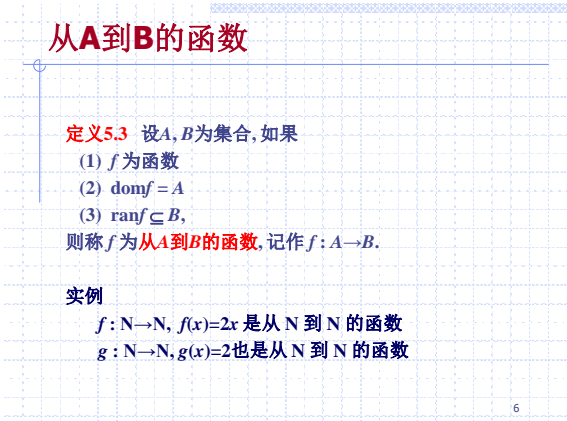 从A到B的函数
定义5.3 设A, B为集合, 如果
(1) f 为函数
(2) domf = A
(3) ranf ⊆ B,
则称 f 为从A到B的函数, 记作 f : A→B.
实例
f : N→N, f(x)=2x 是从 N 到 N 的函数
g : N→N, g(x)=2也是从 N 到 N 的函数
6